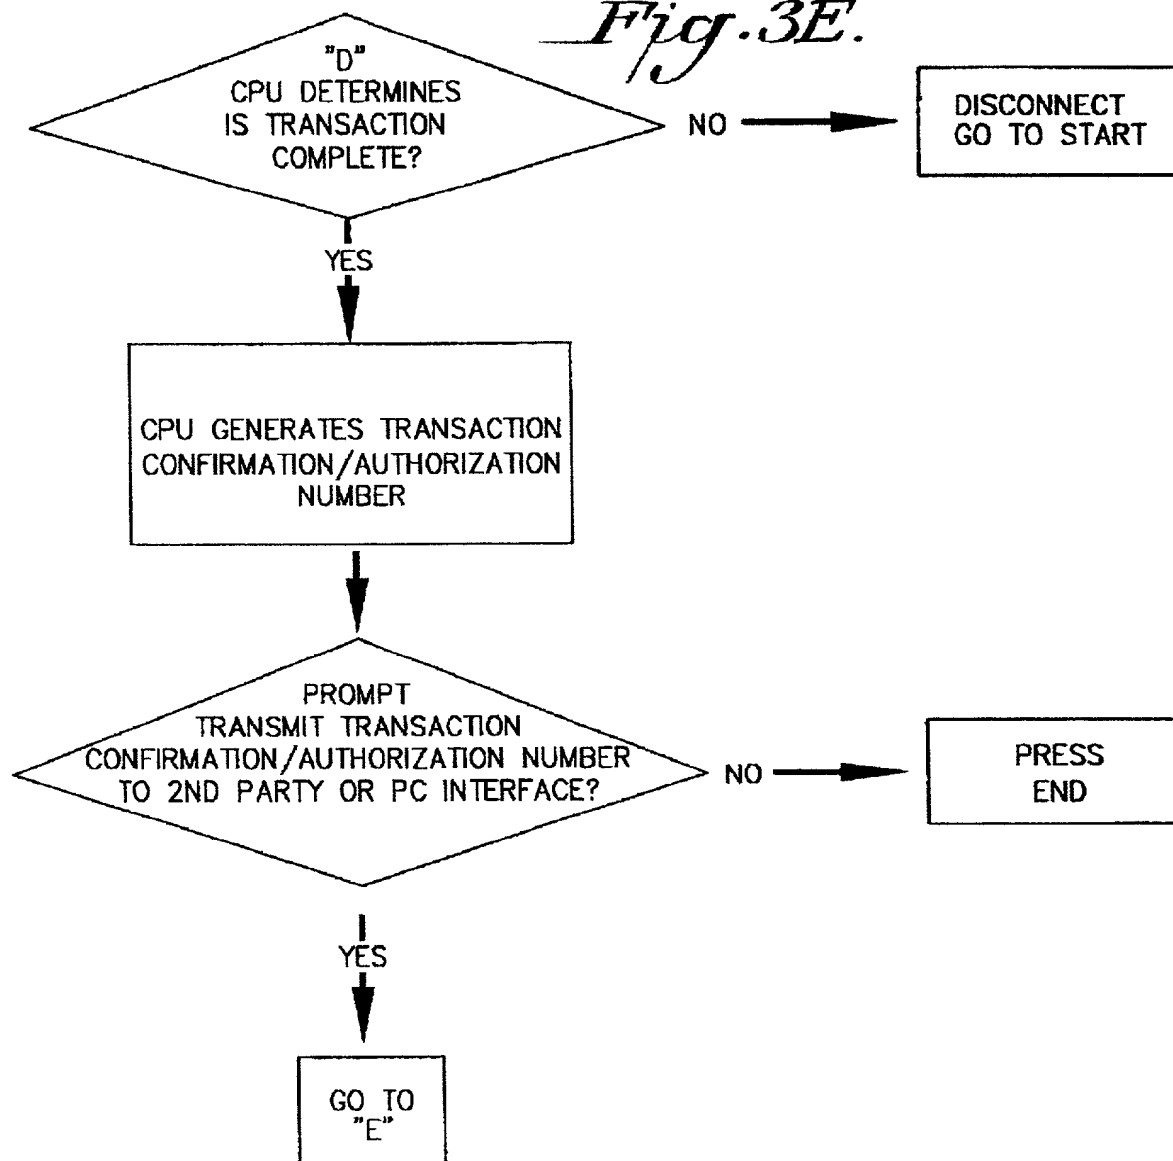 Fig. 3E.
"D"
CPU DETERMINES
IS TRANSACTION
COMPLETE?
NO
DISCONNECT
GO TO START
YES
CPU GENERATES TRANSACTION
CONFIRMATION/AUTHORIZATION
NUMBER
PROMPT
TRANSMIT TRANSACTION
CONFIRMATION/AUTHORIZATION NUMBER
TO 2ND PARTY OR PC INTERFACE?
NO
PRESS
END
YES
GO TO
"E"